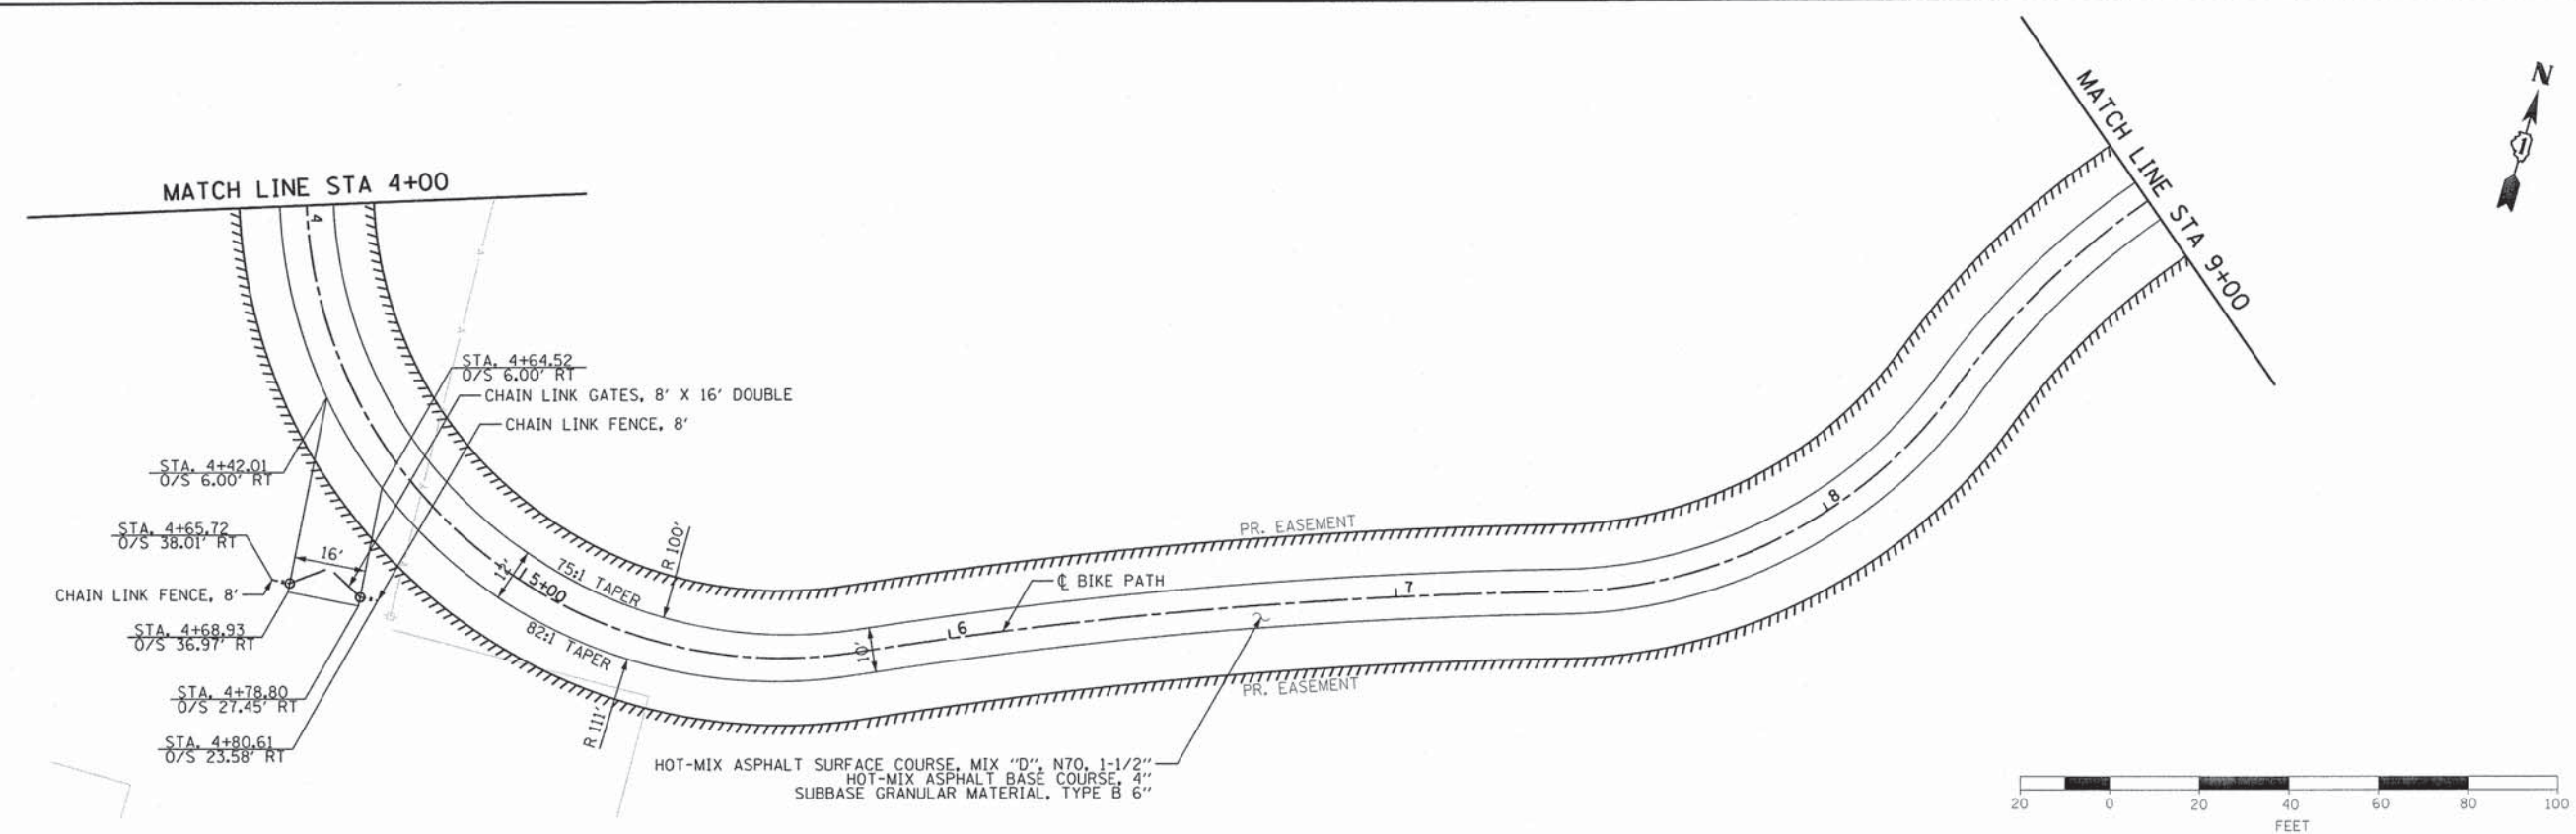 MATCH LINE STA 4+00
MATCH LINE STA 9+00
N
1
4
STA. 4+64.52
O/S 6.00' RT
CHAIN LINK GATES, 8' X 16' DOUBLE
CHAIN LINK FENCE, 8'
STA. 4+42.01
O/S 6.00' RT
STA. 4+65.72
O/S 38.01' RT
16'
CHAIN LINK FENCE, 8'
STA. 4+68.93
O/S 36.97' RT
STA. 4+78.80
O/S 27.45' RT
STA. 4+80.61
O/S 23.58' RT
12'
5+00
75:1 TAPER
82:1 TAPER
R 100'
R 111'
10'
6
℄ BIKE PATH
7
8
PR. EASEMENT
PR. EASEMENT
HOT-MIX ASPHALT SURFACE COURSE, MIX "D", N70, 1-1/2"
HOT-MIX ASPHALT BASE COURSE, 4"
SUBBASE GRANULAR MATERIAL, TYPE B 6"
20 0 20 40 60 80 100
FEET